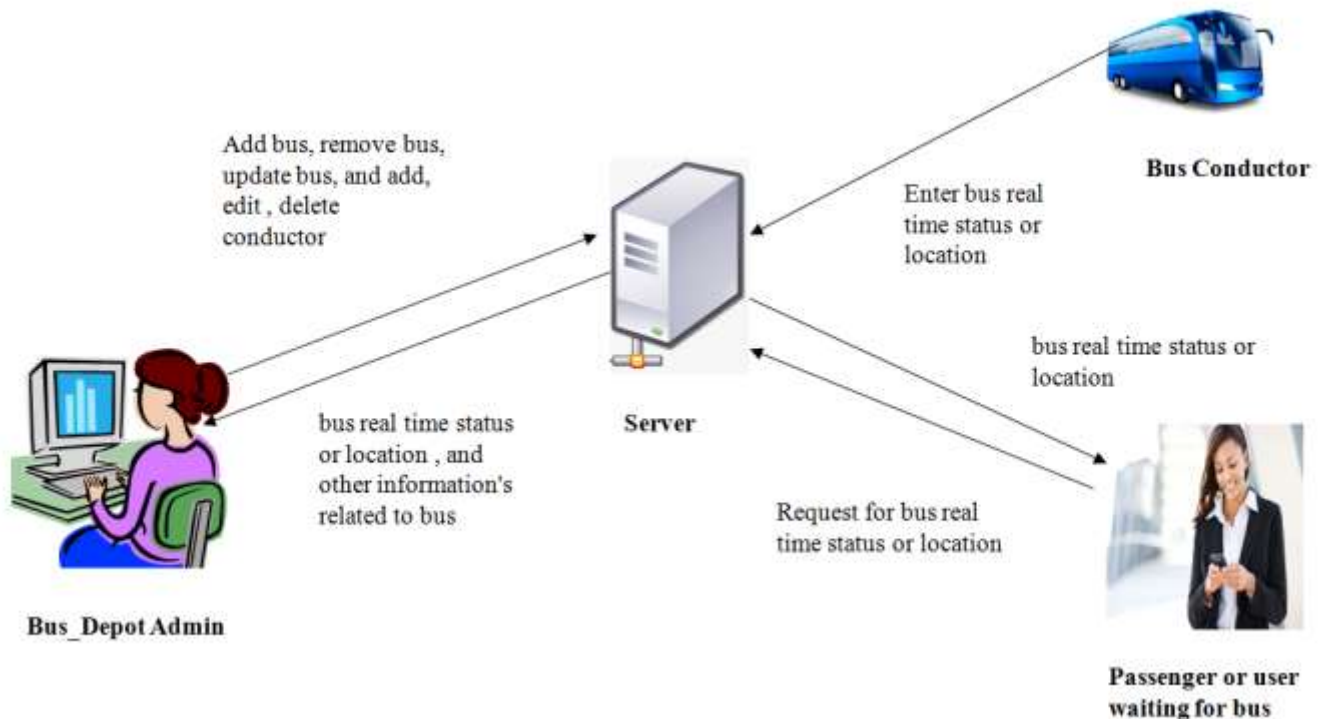 Add bus, remove bus,
update bus, and add,
edit , delete
conductor
Bus Conductor
Enter bus real
time status or
location
bus real time status or
location
Server
bus real time status
or location , and
other information's
related to bus
Request for bus real
time status or location
Bus_Depot Admin
Passenger or user
waiting for bus